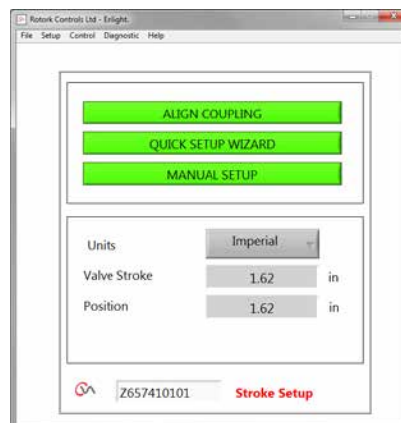 Rotork Controls Ltd - Enlight.
File Setup Control Diagnostic Help
ALIGN COUPLING
QUICK SETUP WIZARD
MANUAL SETUP
Units Imperial
Valve Stroke 1.62 in
Position 1.62 in
Z657410101 Stroke Setup